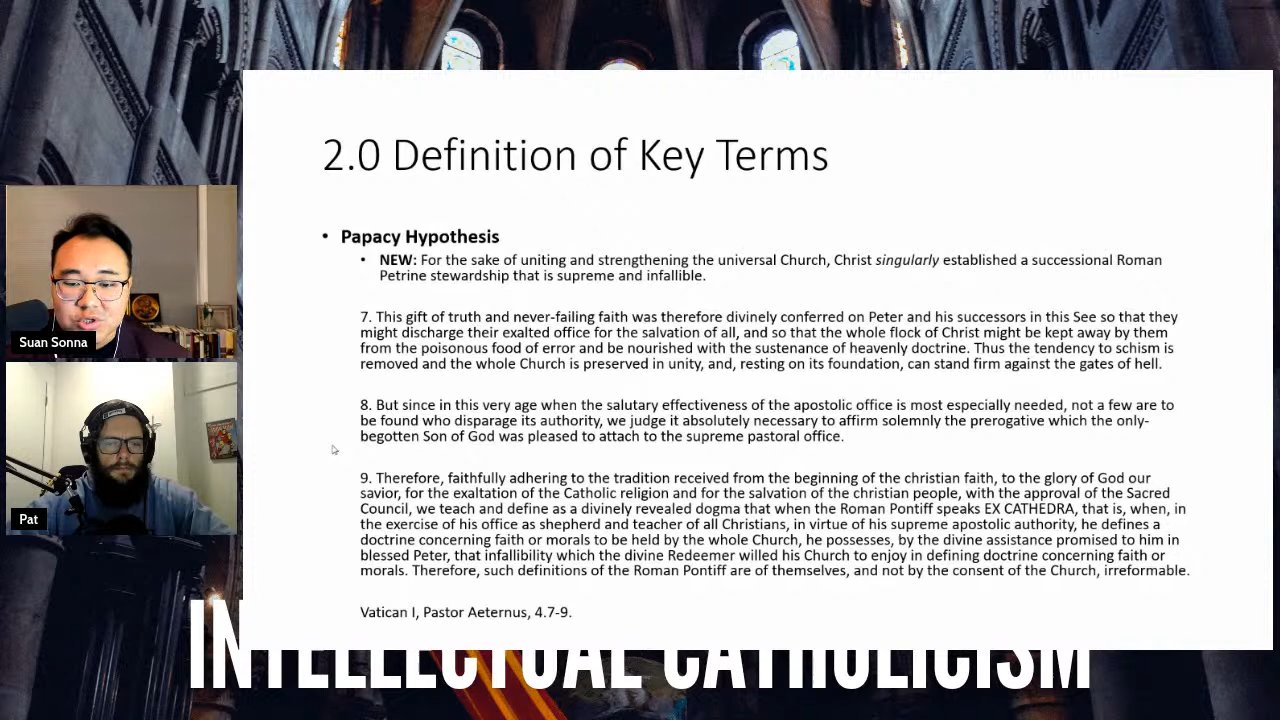 2.0 Definition of Key Terms
• Papacy Hypothesis
• NEW: For the sake of uniting and strengthening the universal Church, Christ singularly established a successional Roman
Petrine stewardship that is supreme and infallible.
7. This gift of truth and never-failing faith was therefore divinely conferred on Peter and his successors in this See so that they
might discharge their exalted office for the salvation of all, and so that the whole flock of Christ might be kept away by them
from the poisonous food of error and be nourished with the sustenance of heavenly doctrine. Thus the tendency to schism is
removed and the whole Church is preserved in unity, and, resting on its foundation, can stand firm against the gates of hell.
8. But since in this very age when the salutary effectiveness of the apostolic office is most especially needed, not a few are to
be found who disparage its authority, we judge it absolutely necessary to affirm solemnly the prerogative which the only-
begotten Son of God was pleased to attach to the supreme pastoral office.
9. Therefore, faithfully adhering to the tradition received from the beginning of the christian faith, to the glory of God our
savior, for the exaltation of the Catholic religion and for the salvation of the christian people, with the approval of the Sacred
Council, we teach and define as a divinely revealed dogma that when the Roman Pontiff speaks EX CATHEDRA, that is, when, in
the exercise of his office as shepherd and teacher of all Christians, in virtue of his supreme apostolic authority, he defines a
doctrine concerning faith or morals to be held by the whole Church, he possesses, by the divine assistance promised to him in
blessed Peter, that infallibility which the divine Redeemer willed his Church to enjoy in defining doctrine concerning faith or
morals. Therefore, such definitions of the Roman Pontiff are of themselves, and not by the consent of the Church, irreformable.
Vatican I, Pastor Aeternus, 4.7-9.
Suan Sonna
Pat
INTELLECTUAL CATHOLICISM